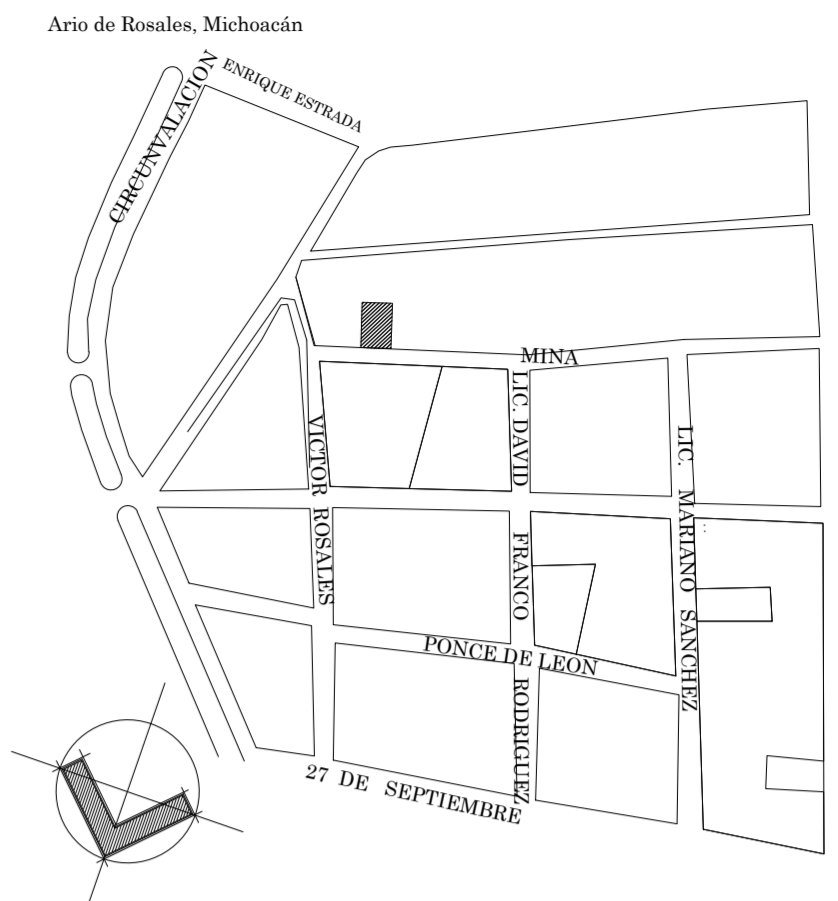 Ario de Rosales, Michoacán
ENRIQUE ESTRADA
CIRCUNVALACION
MINA
LIC. DAVID FRANCO RODRIGUEZ
VICTOR ROSALES
LIC. MARIANO SANCHEZ
PONCE DE LEON
27 DE SEPTIEMBRE